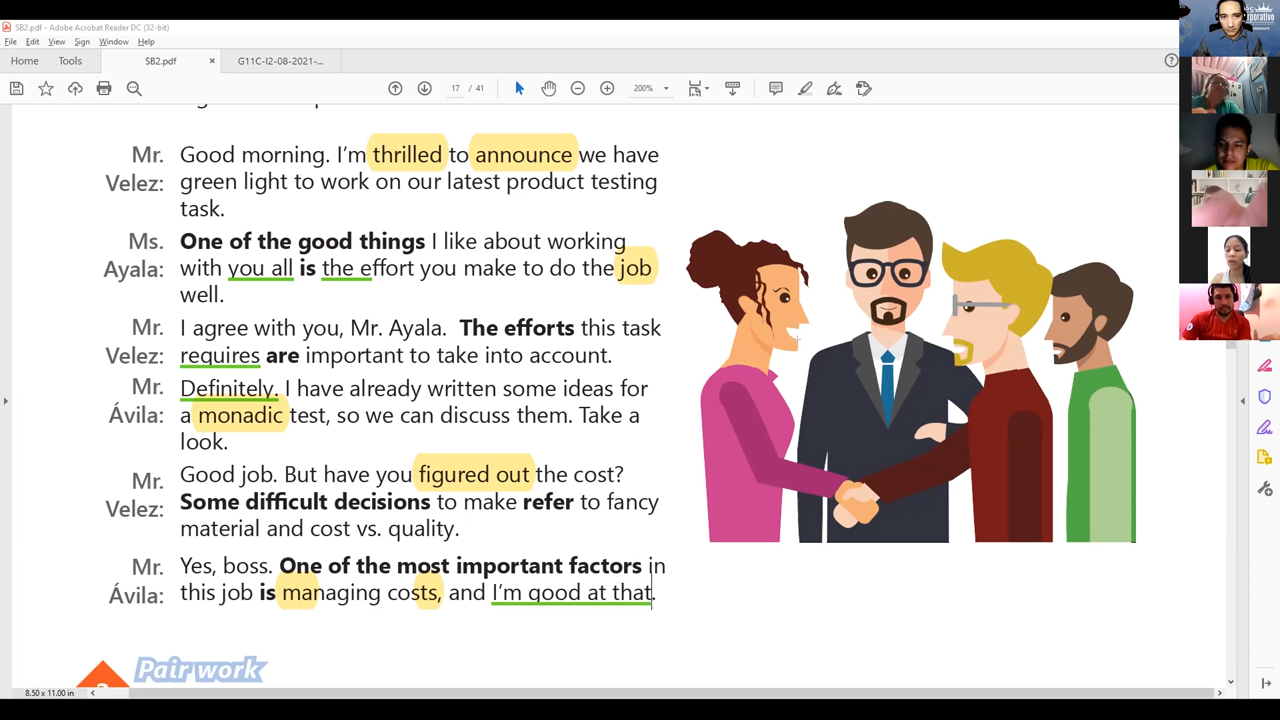 SB2.pdf - Adobe Acrobat Reader DC (32-bit)
File Edit View Sign Window Help
Home Tools SB2.pdf × G11C-I2-08-2021-...
17 / 41 200%
Mr. Velez: Good morning. I'm thrilled to announce we have
green light to work on our latest product testing
task.
Ms. Ayala: One of the good things I like about working
with you all is the effort you make to do the job
well.
Mr. Velez: I agree with you, Mr. Ayala. The efforts this task
requires are important to take into account.
Mr. Ávila: Definitely. I have already written some ideas for
a monadic test, so we can discuss them. Take a
look.
Mr. Velez: Good job. But have you figured out the cost?
Some difficult decisions to make refer to fancy
material and cost vs. quality.
Mr. Ávila: Yes, boss. One of the most important factors in
this job is managing costs, and I'm good at that.
Pair work
8.50 x 11.00 in